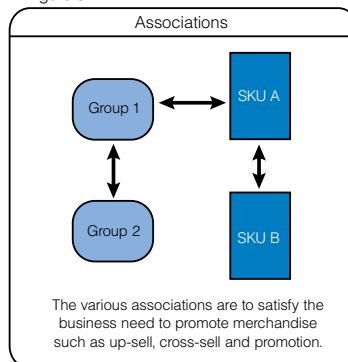 Associations
Group 1
SKU A
Group 2
SKU B
The various associations are to satisfy the
business need to promote merchandise
such as up-sell, cross-sell and promotion.